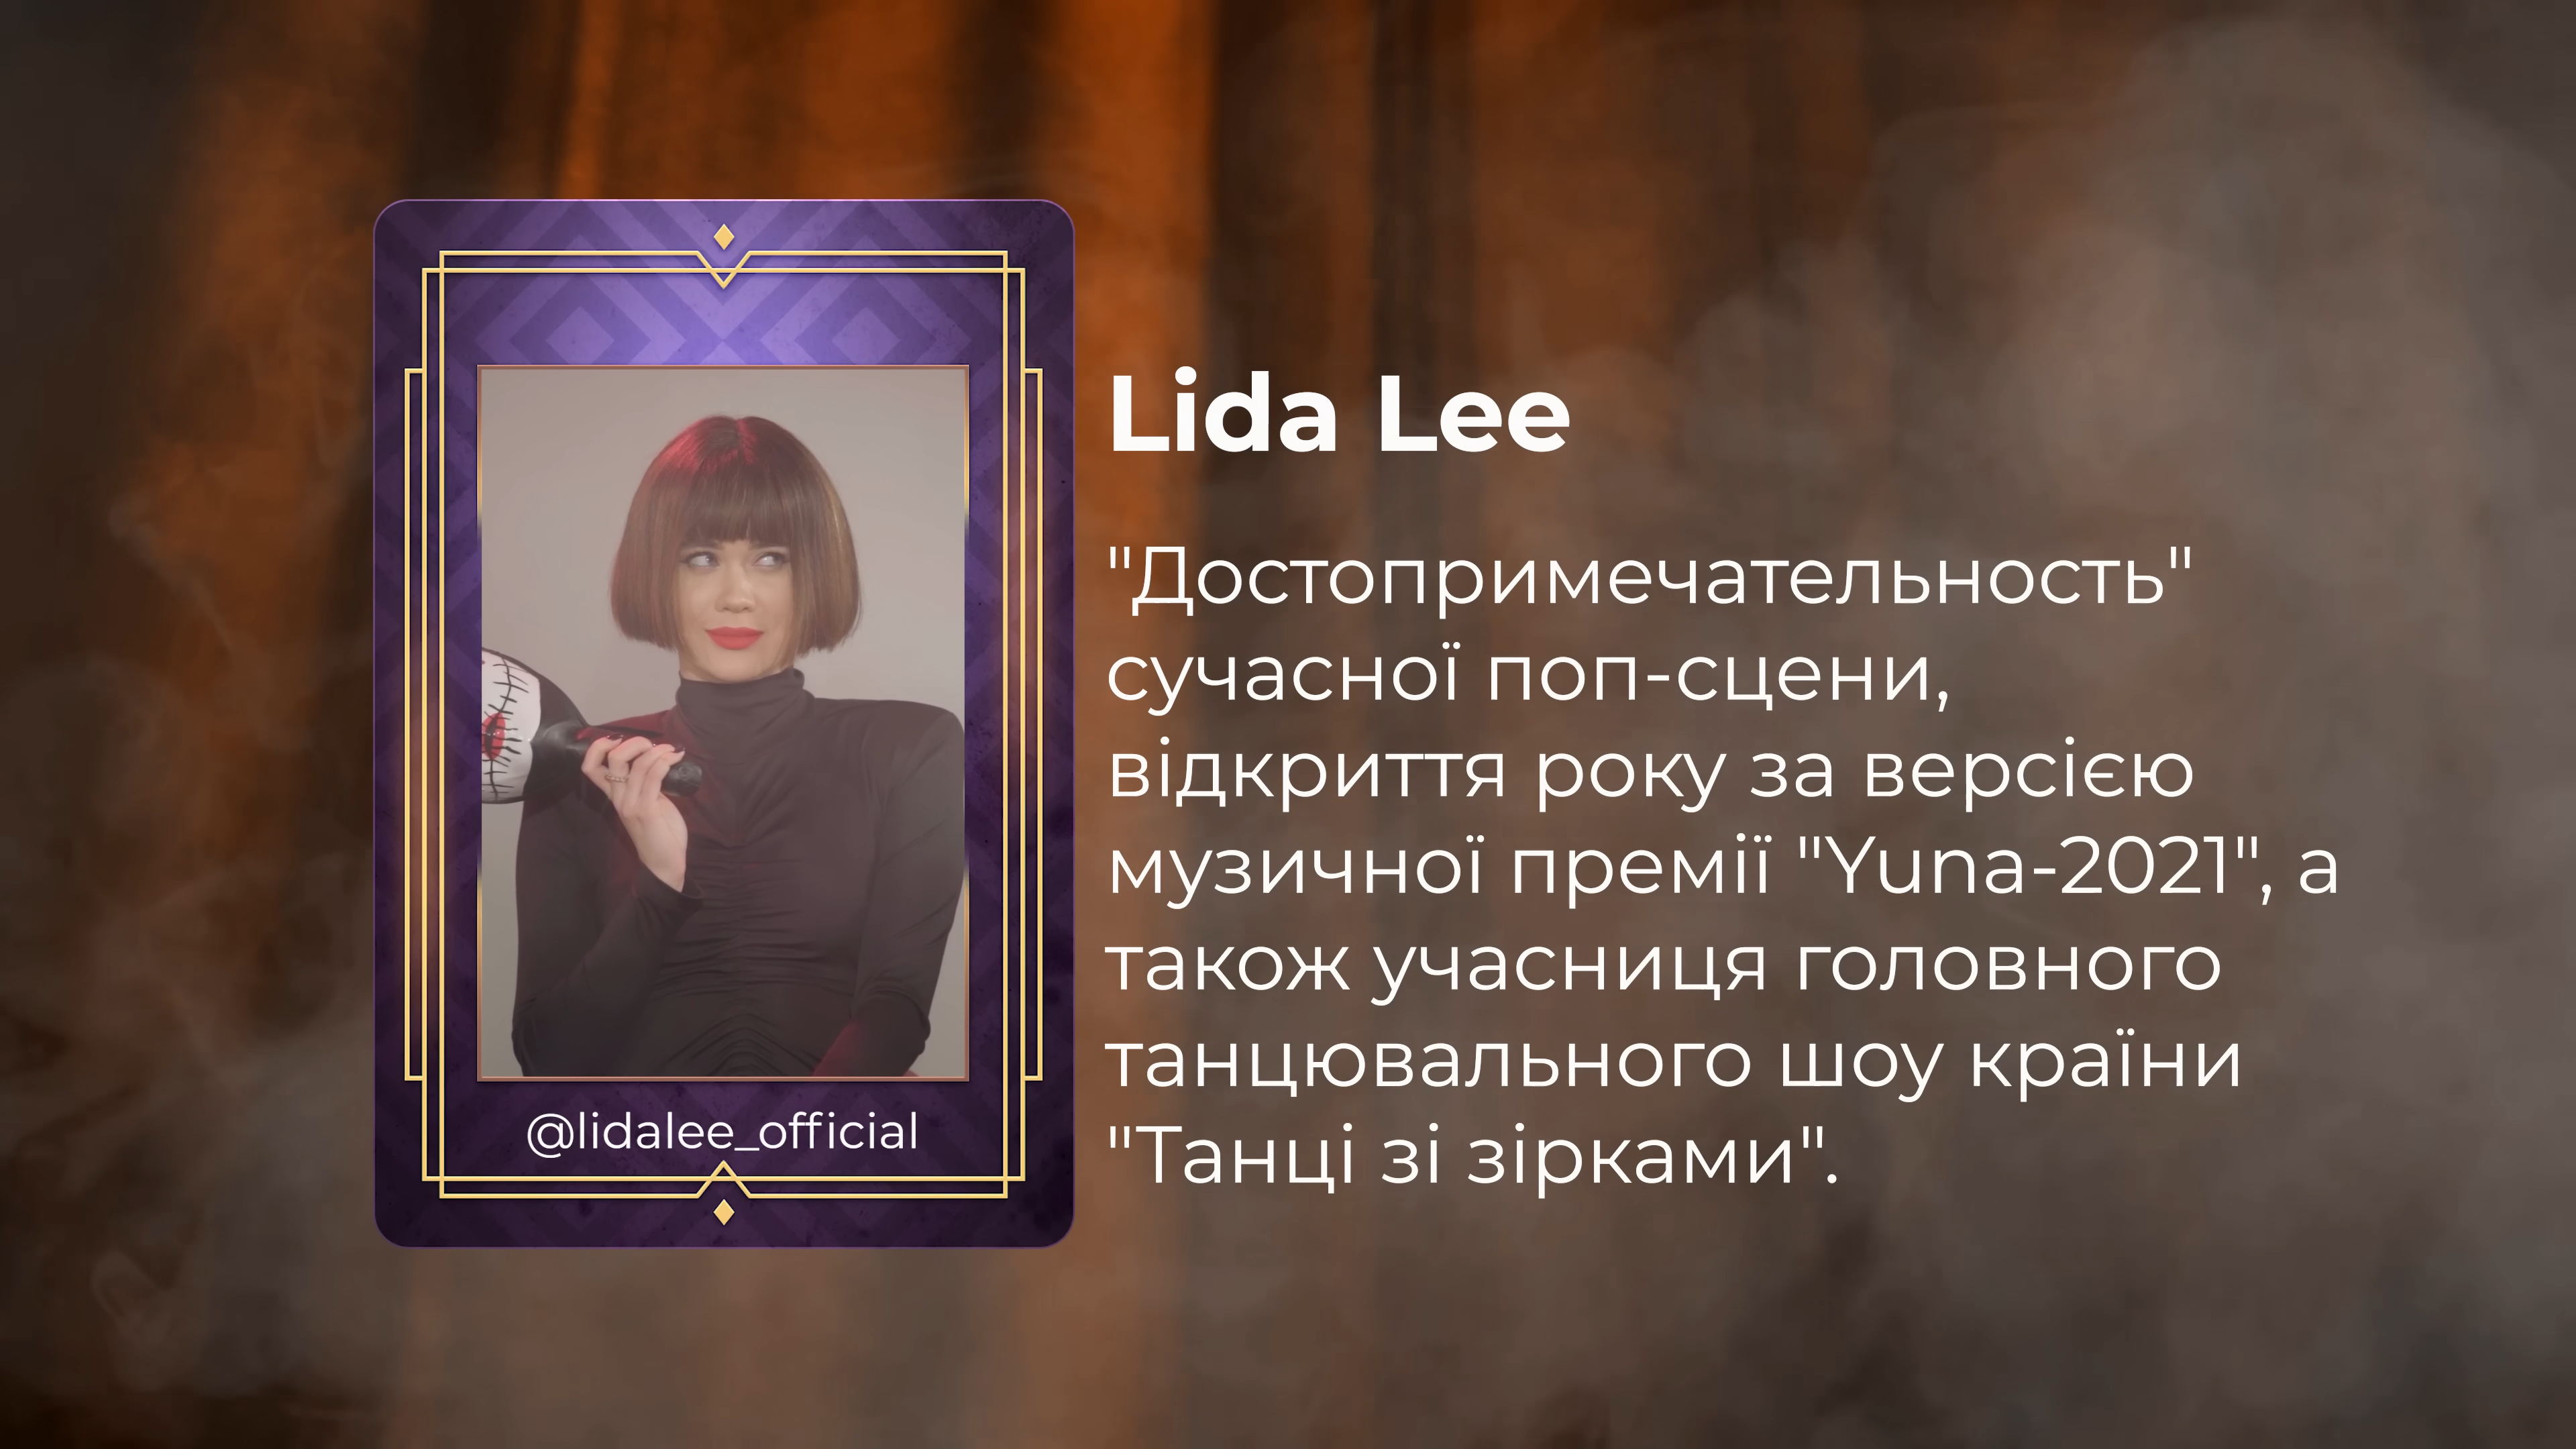 Lida Lee
"Достопримечательность"
сучасної поп-сцени,
відкриття року за версією
музичної премії "Yuna-2021", а
також учасниця головного
танцювального шоу країни
"Танці зі зірками".
@lidalee_official